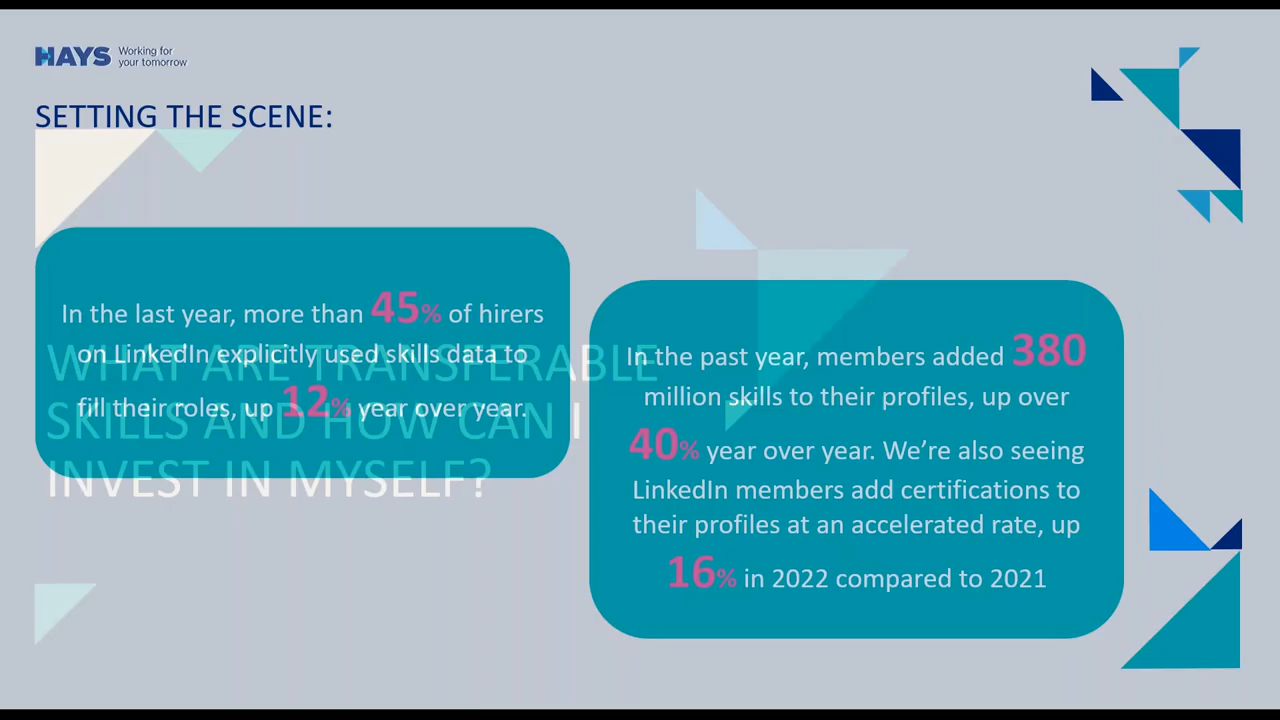 HAYS Working for
your tomorrow
SETTING THE SCENE:
In the last year, more than 45% of hirers
on LinkedIn explicitly used skills data to
fill their roles, up 12% year over year.
WHAT ARE TRANSFERABLE
SKILLS AND HOW CAN I
INVEST IN MYSELF?
In the past year, members added 380
million skills to their profiles, up over
40% year over year. We’re also seeing
LinkedIn members add certifications to
their profiles at an accelerated rate, up
16% in 2022 compared to 2021